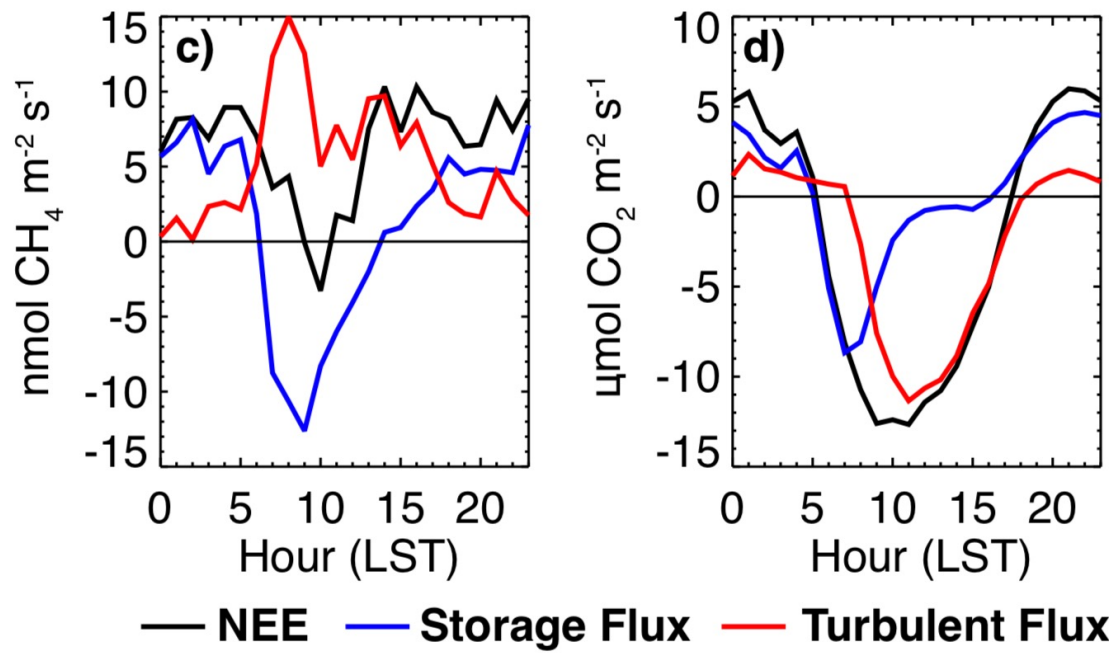 c)
15
10
5
0
-5
-10
-15
nmol CH₄ m⁻² s⁻¹
0 5 10 15 20
Hour (LST)
d)
10
5
0
-5
-10
-15
цmol CO₂ m⁻² s⁻¹
0 5 10 15 20
Hour (LST)
NEE Storage Flux Turbulent Flux